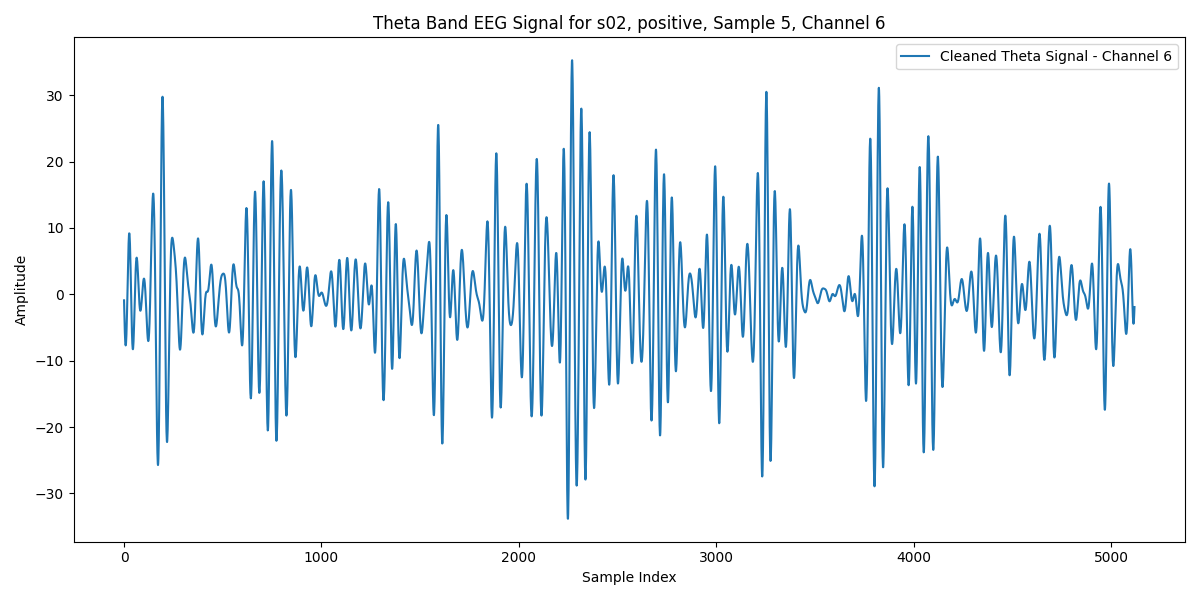 Theta Band EEG Signal for s02, positive, Sample 5, Channel 6
Cleaned Theta Signal - Channel 6
Amplitude
30
20
10
0
−10
−20
−30
0 1000 2000 3000 4000 5000
Sample Index